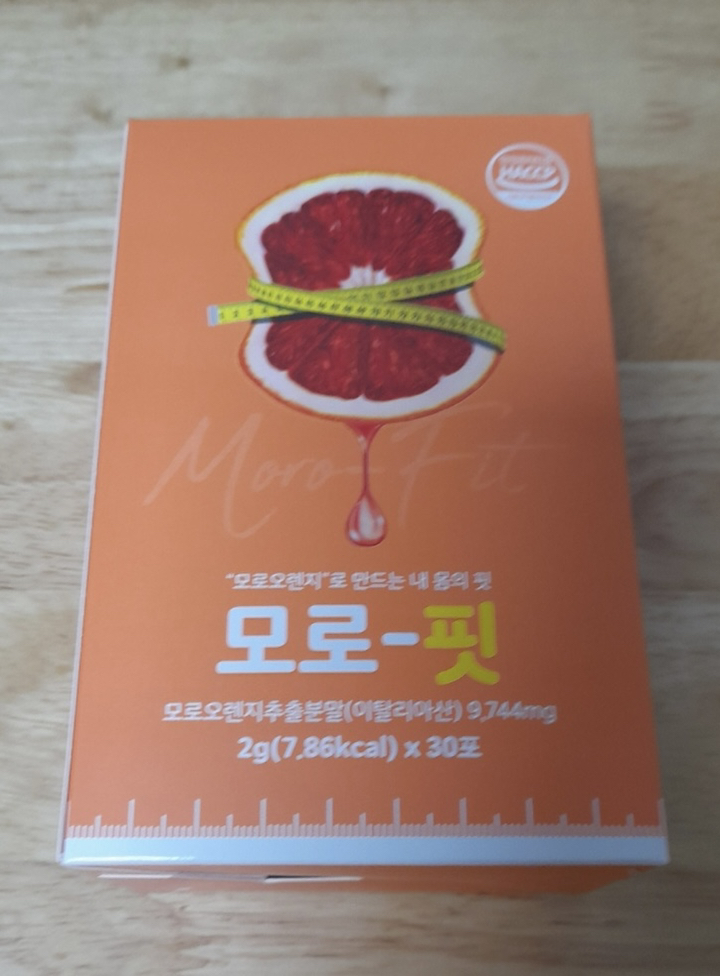 HACCP
Moro-Fit
"모로오렌지"로 만드는 내 몸의 핏
모로-핏
모로오렌지추출분말(이탈리아산) 9,744mg
2g(7.86kcal) x 30포